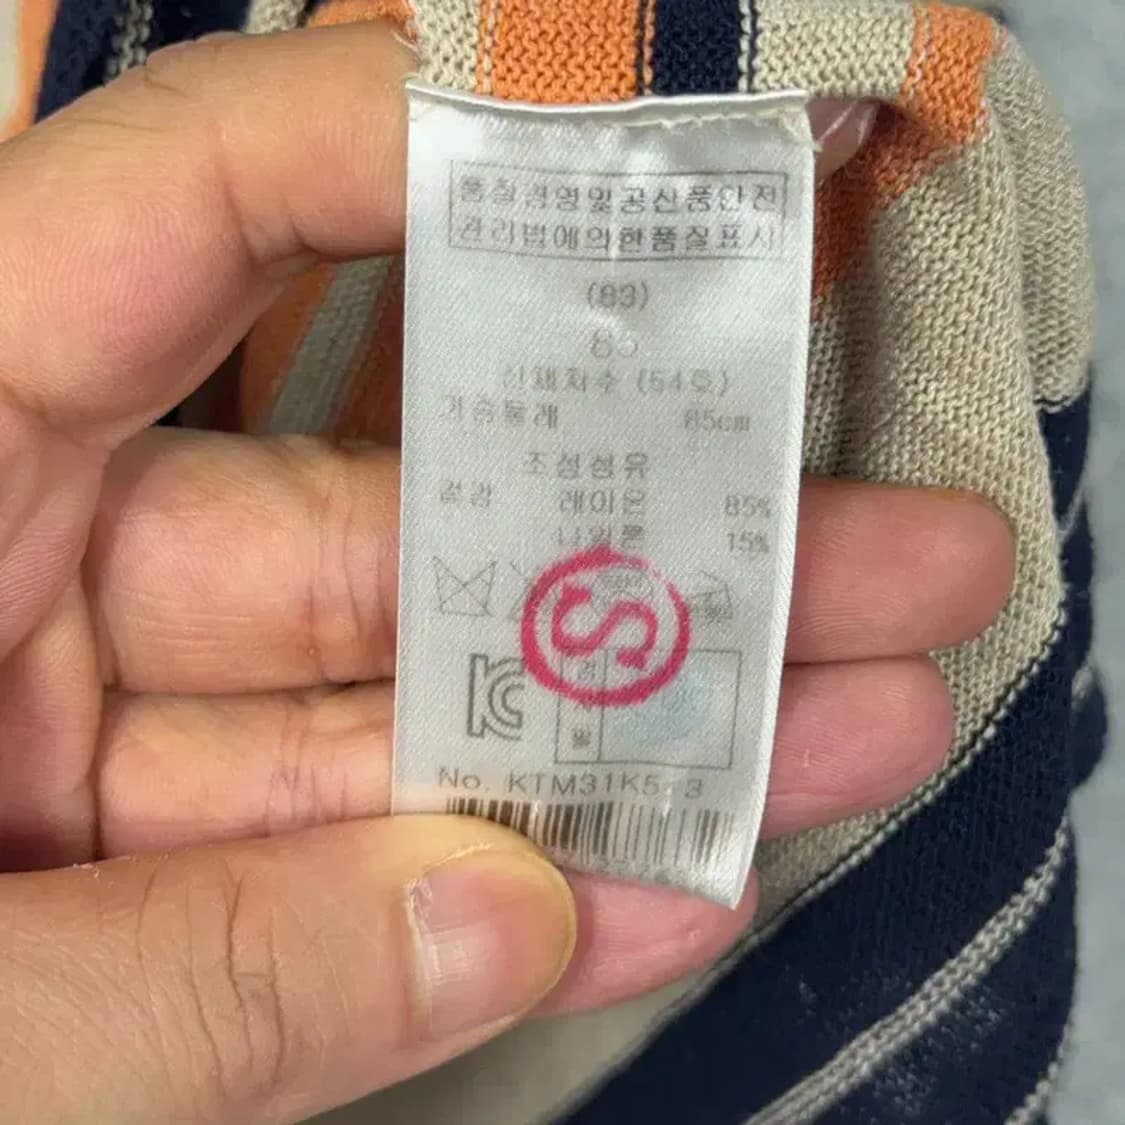 품질경영및공산품안전
관리법에의한품질표시
(83)
신체치수 (54호)
가슴둘레 85cm
조성섬유
겉감 레이온 85%
나일론 15%
S
KC
No. KTM31K5